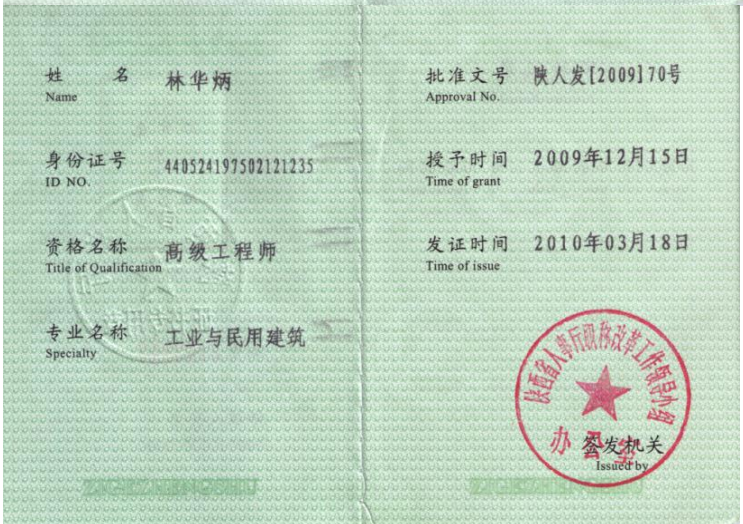 姓 名 林华炳
Name
身份证号 440524197502121235
ID NO.
资格名称 高级工程师
Title of Qualification
专业名称 工业与民用建筑
Specialty
批准文号 陕人发[2009]70号
Approval No.
授予时间 2009年12月15日
Time of grant
发证时间 2010年03月18日
Time of issue
陕西省人事厅职称改革工作领导小组
办公室
签发机关
Issued by